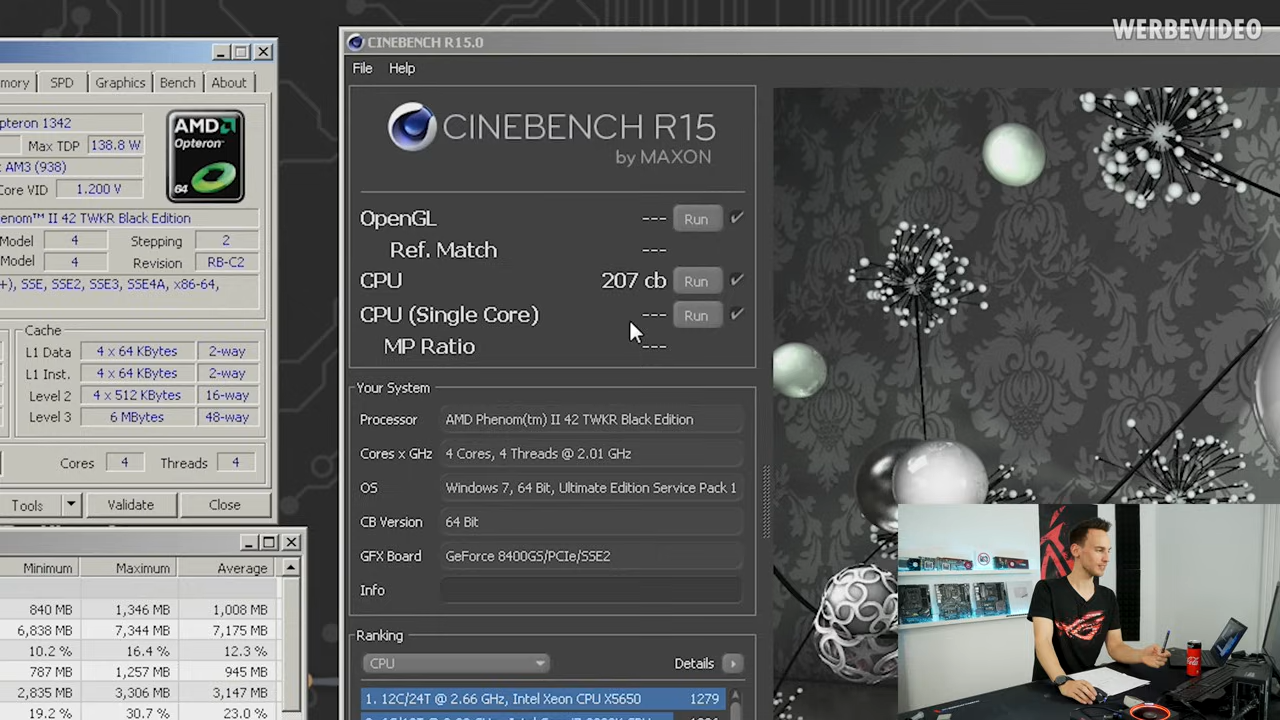 WERBEVIDEO
mory SPD Graphics Bench About
pteron 1342
Max TDP 138.8 W
AM3 (938)
Core VID 1.200 V
enom™ II 42 TWKR Black Edition
Model 4 Stepping 2
Model 4 Revision RB-C2
+), SSE, SSE2, SSE3, SSE4A, x86-64,
AMD
Opteron™
64
Cache
L1 Data 4 x 64 KBytes 2-way
L1 Inst. 4 x 64 KBytes 2-way
Level 2 4 x 512 KBytes 16-way
Level 3 6 MBytes 48-way
Cores 4 Threads 4
Tools Validate Close
Minimum Maximum Average
840 MB 1,346 MB 1,008 MB
6,838 MB 7,344 MB 7,175 MB
10.2 % 16.4 % 12.3 %
787 MB 1,257 MB 945 MB
2,835 MB 3,306 MB 3,147 MB
19.2 % 30.7 % 23.0 %
CINEBENCH R15.0
File Help
CINEBENCH R15
by MAXON
OpenGL --- Run
Ref. Match ---
CPU 207 cb Run
CPU (Single Core) --- Run
MP Ratio ---
Your System
Processor AMD Phenom(tm) II 42 TWKR Black Edition
Cores x GHz 4 Cores, 4 Threads @ 2.01 GHz
OS Windows 7, 64 Bit, Ultimate Edition Service Pack 1
CB Version 64 Bit
GFX Board GeForce 8400GS/PCIe/SSE2
Info
Ranking
CPU Details
1. 12C/24T @ 2.66 GHz, Intel Xeon CPU X5650 1279